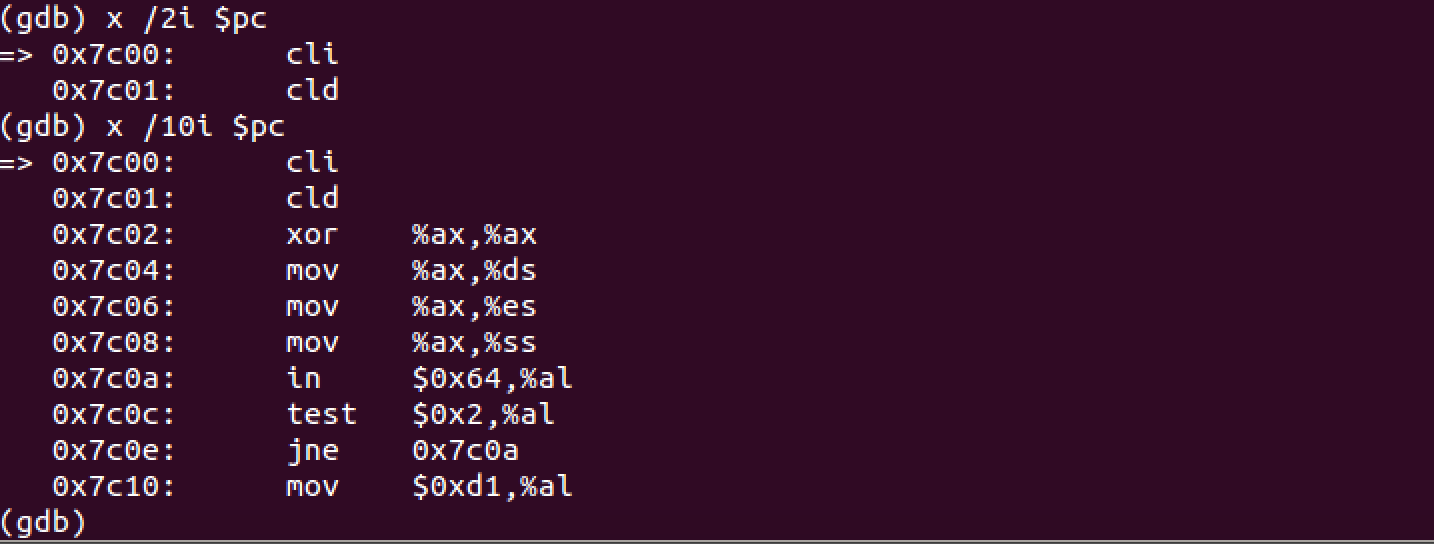 (gdb) x /2i $pc
=> 0x7c00:      cli
   0x7c01:      cld
(gdb) x /10i $pc
=> 0x7c00:      cli
   0x7c01:      cld
   0x7c02:      xor    %ax,%ax
   0x7c04:      mov    %ax,%ds
   0x7c06:      mov    %ax,%es
   0x7c08:      mov    %ax,%ss
   0x7c0a:      in     $0x64,%al
   0x7c0c:      test   $0x2,%al
   0x7c0e:      jne    0x7c0a
   0x7c10:      mov    $0xd1,%al
(gdb)